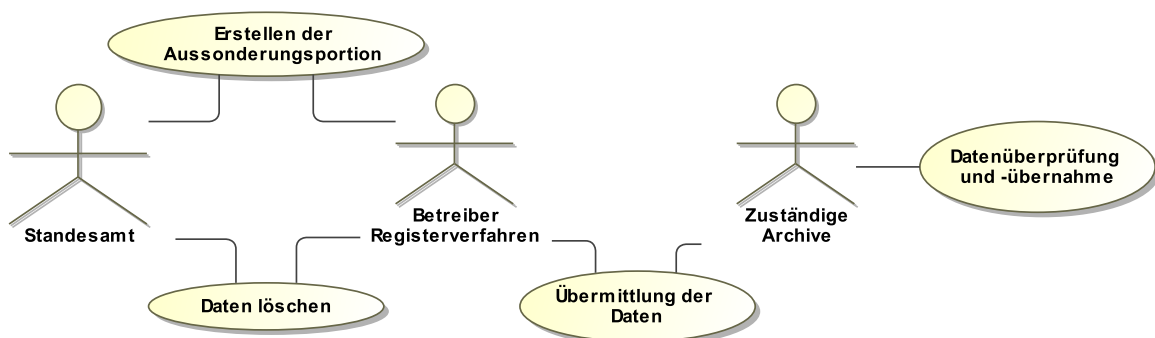 Erstellen der
Aussonderungsportion
Standesamt
Betreiber
Registerverfahren
Zuständige
Archive
Datenüberprüfung
und -übernahme
Daten löschen
Übermittlung der
Daten